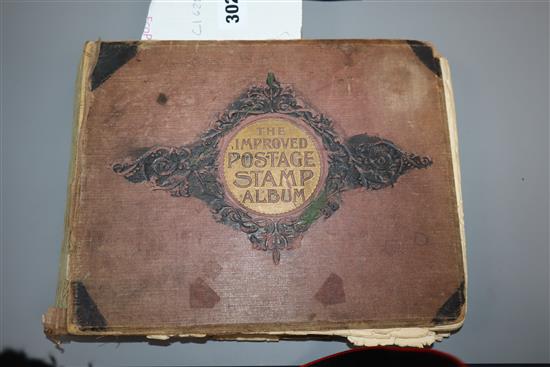 302
THE
IMPROVED
POSTAGE
STAMP
ALBUM